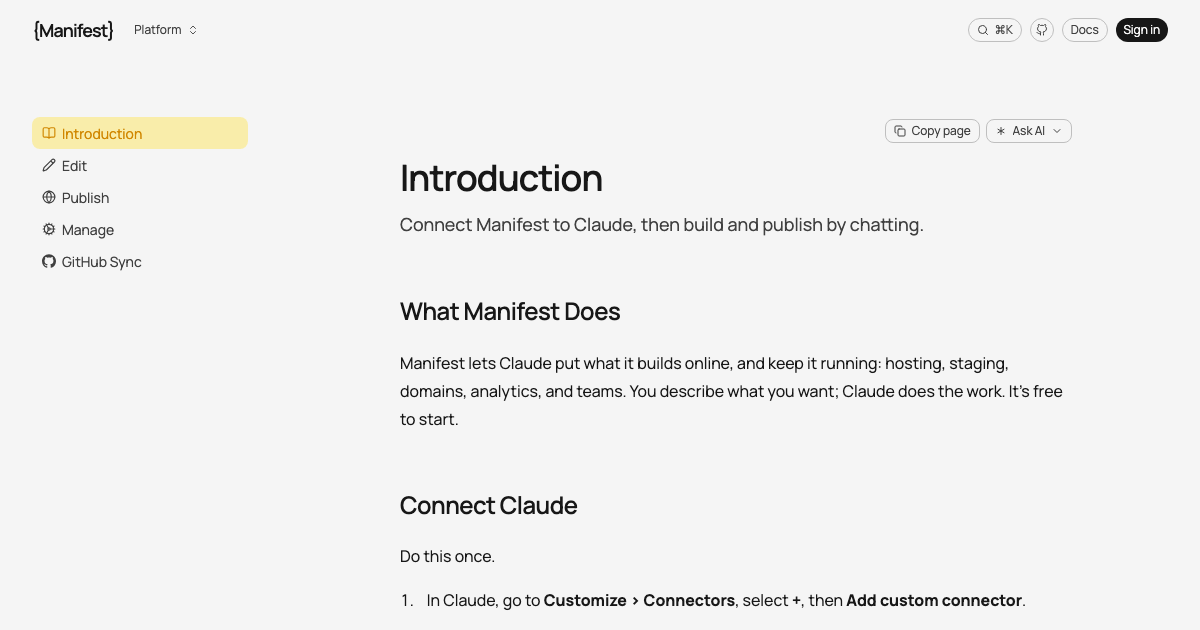 {Manifest}
Platform
⌘K
Docs
Sign in
Introduction
Edit
Publish
Manage
GitHub Sync
Copy page
Ask AI
Introduction
Connect Manifest to Claude, then build and publish by chatting.
What Manifest Does
Manifest lets Claude put what it builds online, and keep it running: hosting, staging,
domains, analytics, and teams. You describe what you want; Claude does the work. It’s free
to start.
Connect Claude
Do this once.
1. In Claude, go to Customize > Connectors, select +, then Add custom connector.